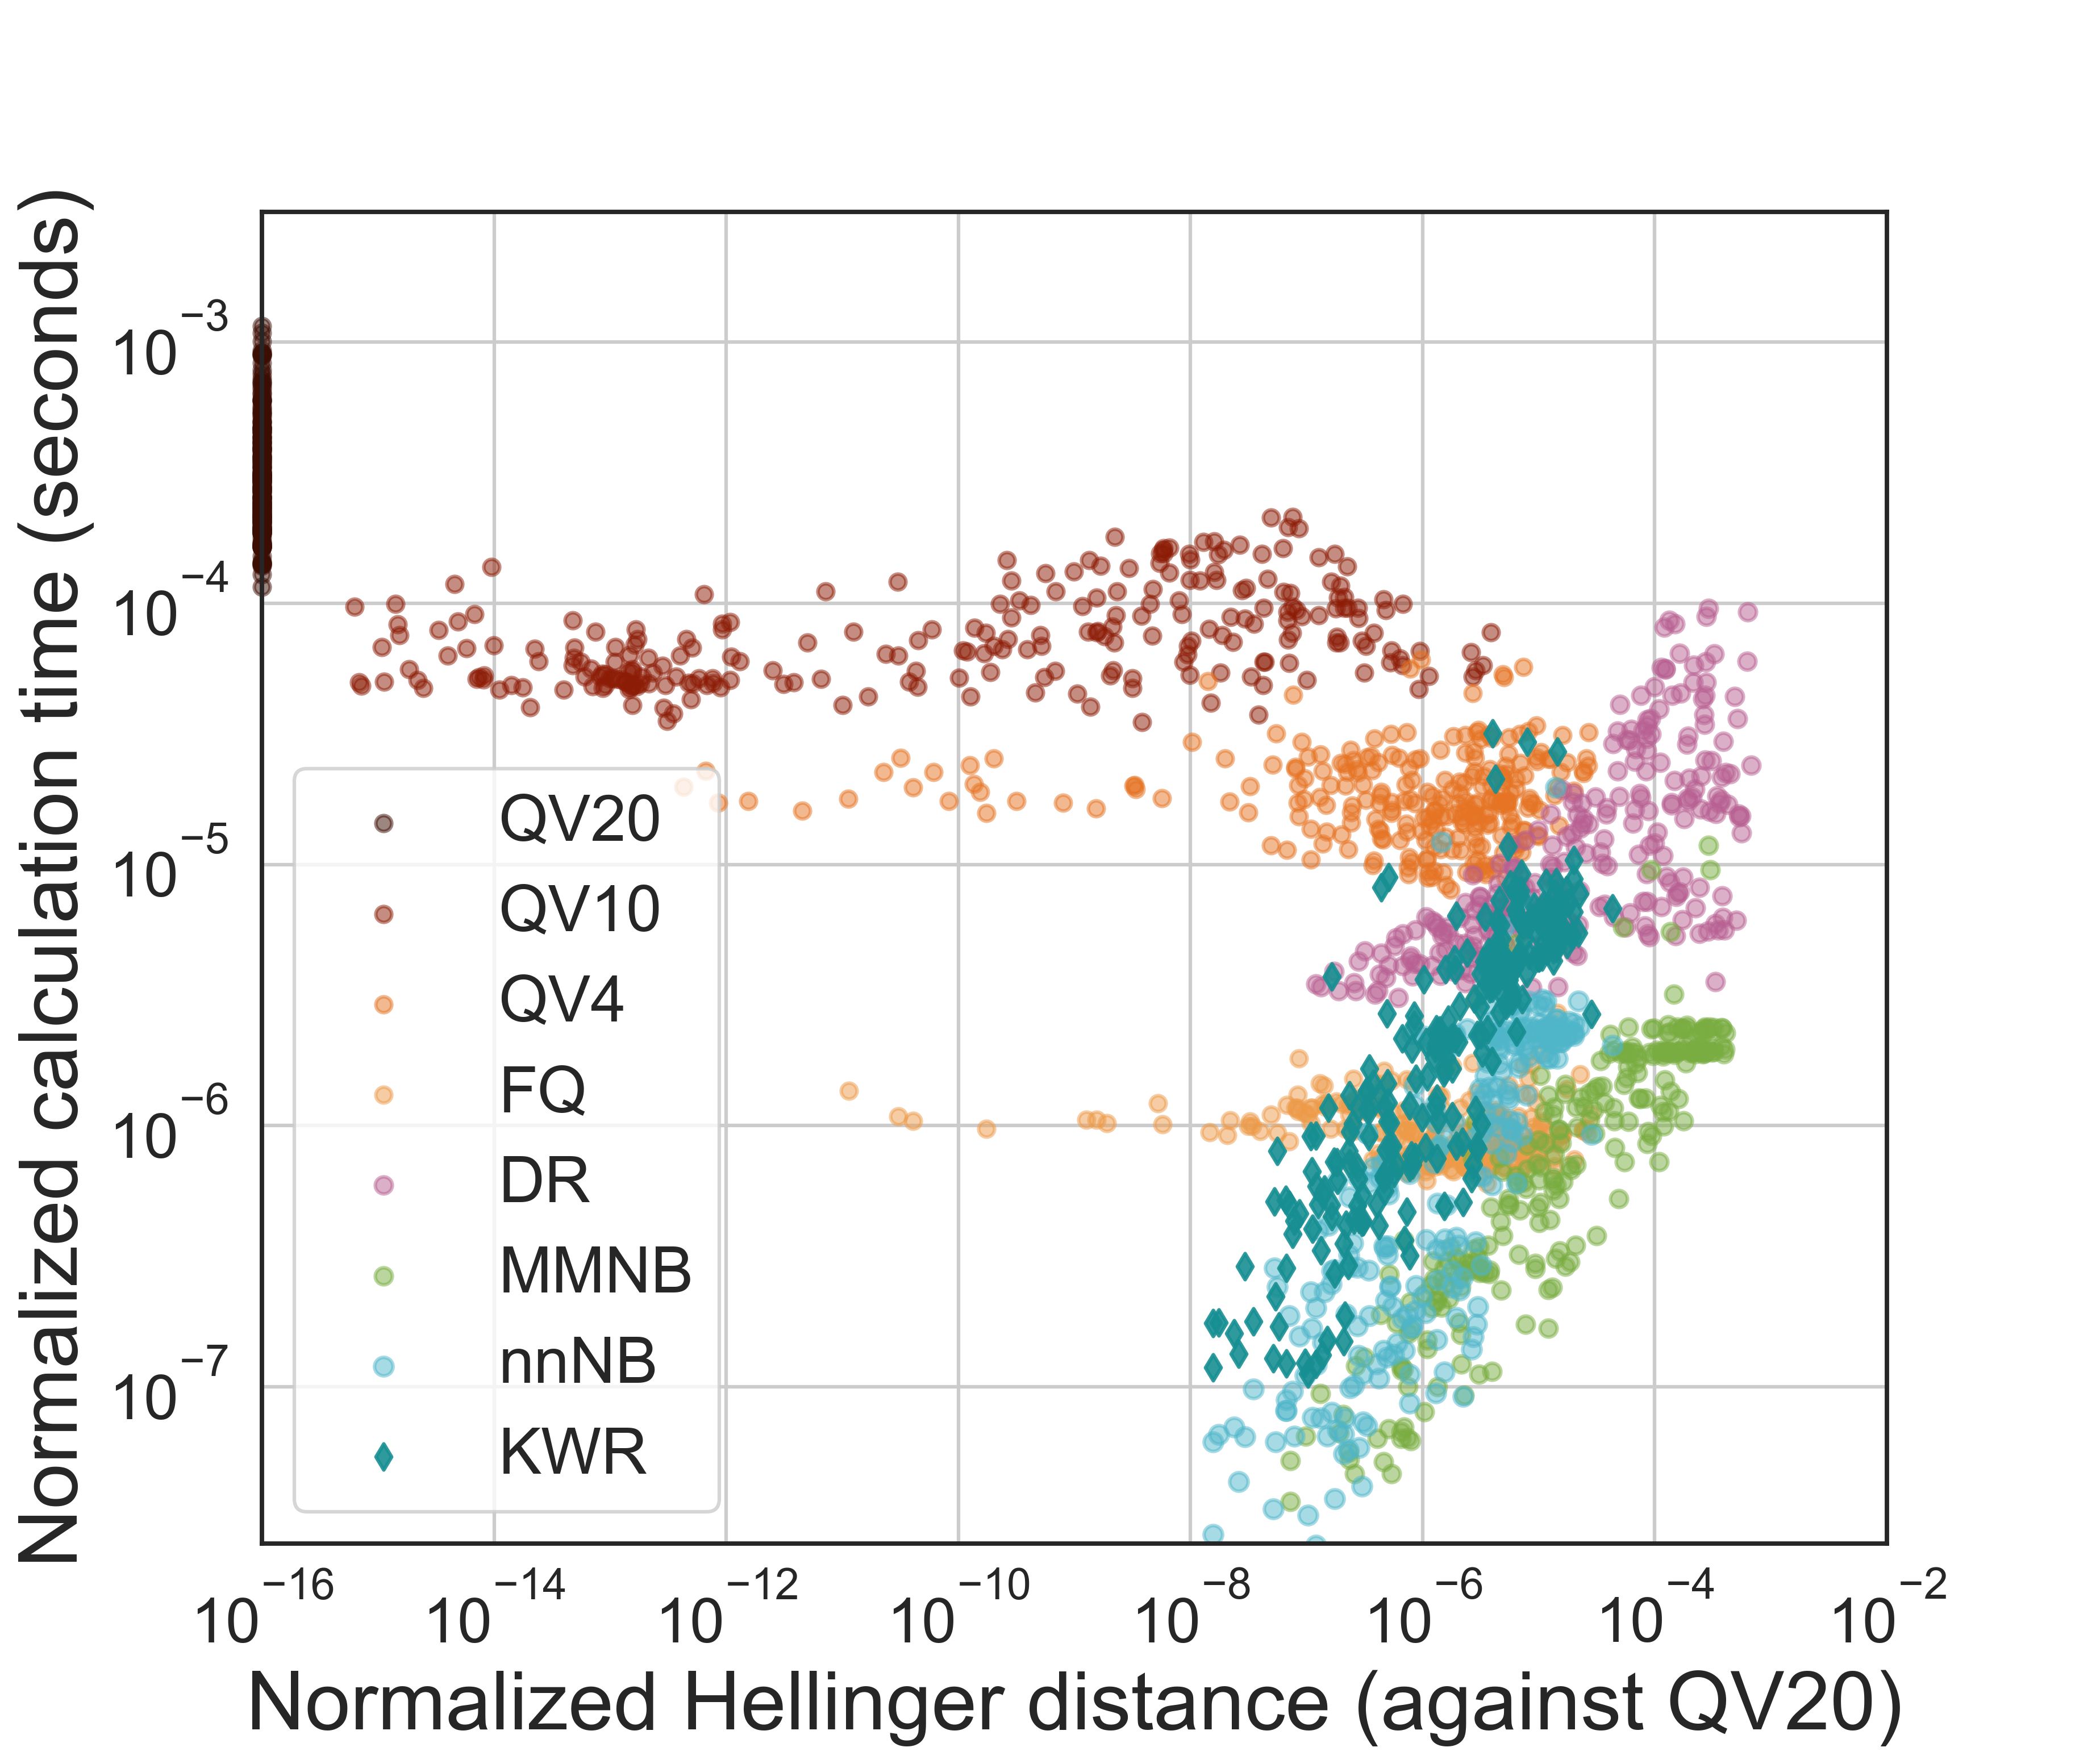 Normalized calculation time (seconds)
10^−3
10^−4
10^−5
10^−6
10^−7
QV20
QV10
QV4
FQ
DR
MMNB
nnNB
KWR
10^−16 10^−14 10^−12 10^−10 10^−8 10^−6 10^−4 10^−2
Normalized Hellinger distance (against QV20)